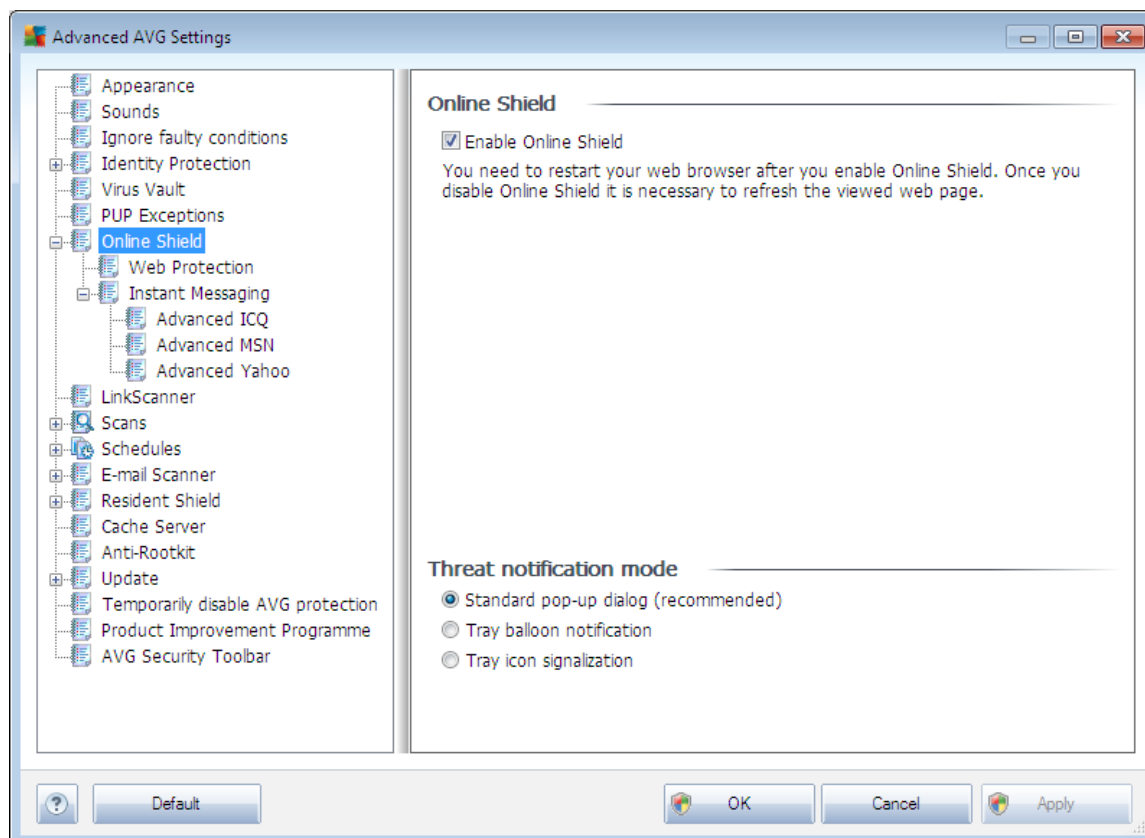 Advanced AVG Settings
Appearance
Sounds
Ignore faulty conditions
Identity Protection
Virus Vault
PUP Exceptions
Online Shield
Web Protection
Instant Messaging
Advanced ICQ
Advanced MSN
Advanced Yahoo
LinkScanner
Scans
Schedules
E-mail Scanner
Resident Shield
Cache Server
Anti-Rootkit
Update
Temporarily disable AVG protection
Product Improvement Programme
AVG Security Toolbar
Online Shield
Enable Online Shield
You need to restart your web browser after you enable Online Shield. Once you
disable Online Shield it is necessary to refresh the viewed web page.
Threat notification mode
Standard pop-up dialog (recommended)
Tray balloon notification
Tray icon signalization
?
Default
OK
Cancel
Apply